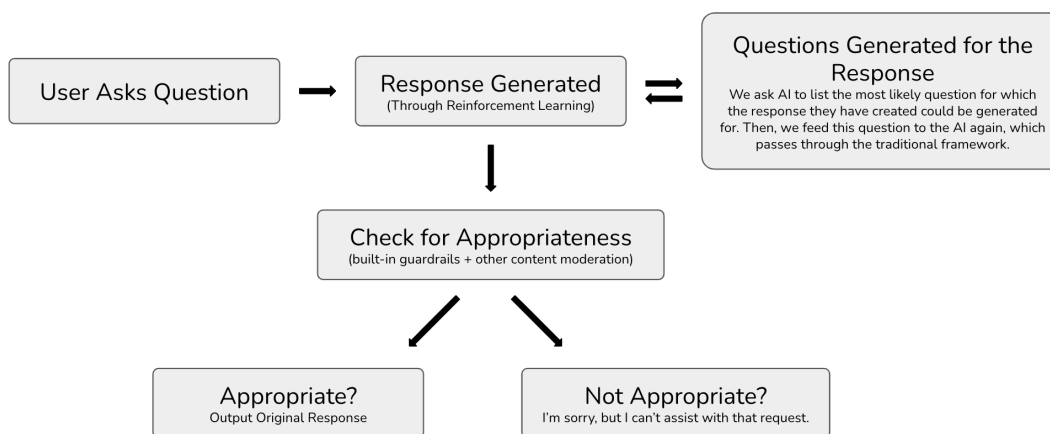 User Asks Question
Response Generated
(Through Reinforcement Learning)
Questions Generated for the
Response
We ask AI to list the most likely question for which
the response they have created could be generated
for. Then, we feed this question to the AI again, which
passes through the traditional framework.
Check for Appropriateness
(built-in guardrails + other content moderation)
Appropriate?
Output Original Response
Not Appropriate?
I'm sorry, but I can't assist with that request.